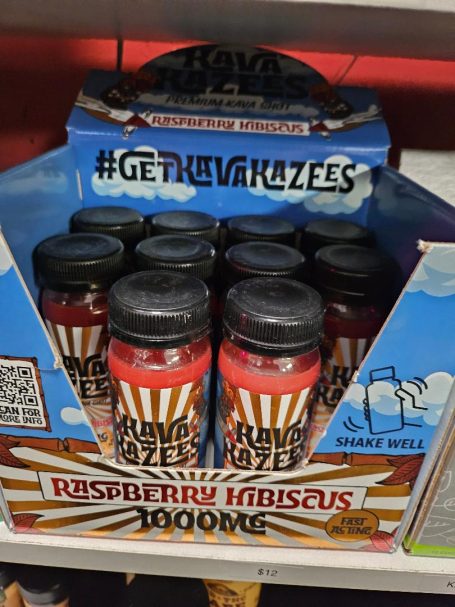 KAVA
KAZEES
PREMIUM KAVA SHOT
RASPBERRY HIBISCUS
#GETKAVAKAZEES
KAVA
KAZEES
KAVA
KAZEES
SCAN FOR
MORE INFO
SHAKE WELL
RASPBERRY HIBISCUS
1000MG
FAST
ACTING
$12